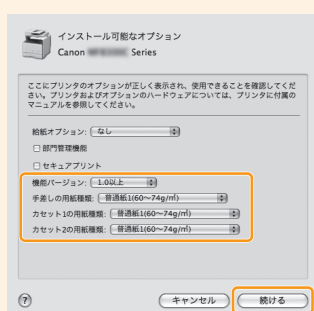 インストール可能なオプション
Canon Series
ここにプリンタのオプションが正しく表示され、使用できることを確認してくだ
さい。プリンタおよびオプションのハードウェアについては、プリンタに付属の
マニュアルを参照してください。
給紙オプション: なし
部門管理機能
セキュアプリント
機能バージョン: 1.0以上
手差しの用紙種類: 普通紙1(60〜74g/㎡)
カセット1の用紙種類: 普通紙1(60〜74g/㎡)
カセット2の用紙種類: 普通紙1(60〜74g/㎡)
? キャンセル 続ける